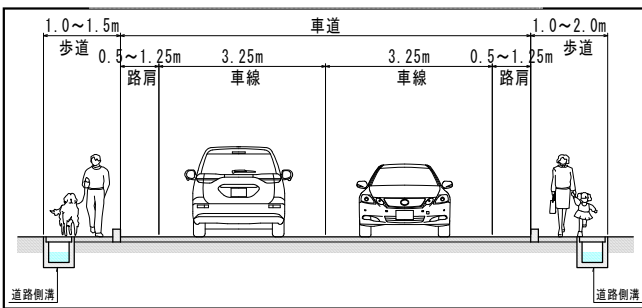 1.0～1.5m 車道 1.0～2.0m
歩道 歩道
0.5～1.25m 3.25m 3.25m 0.5～1.25m
路肩 車線 車線 路肩
道路側溝 道路側溝